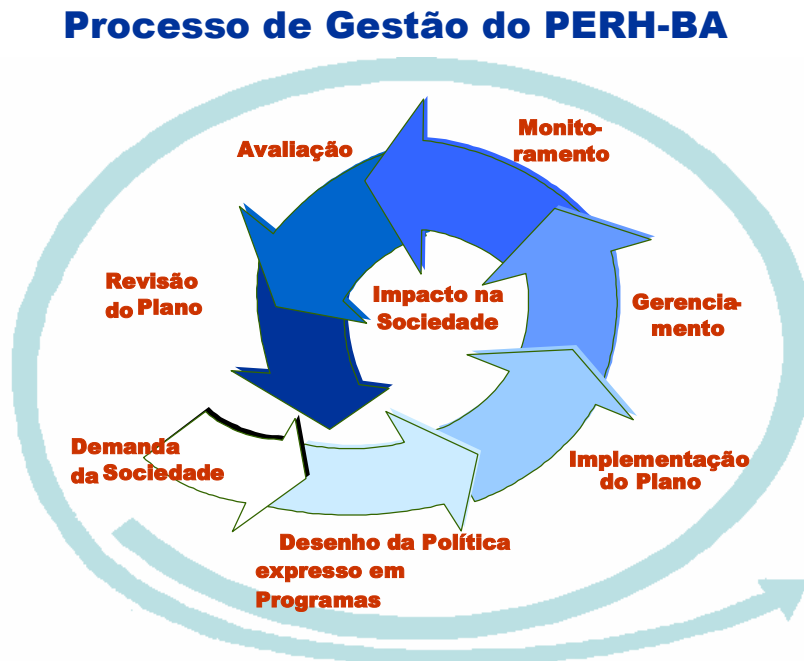 Processo de Gestão do PERH-BA
Monito-
ramento
Avaliação
Revisão
do Plano
Impacto na
Sociedade
Gerencia-
mento
Demanda
da Sociedade
Implementação
do Plano
Desenho da Política
expresso em
Programas